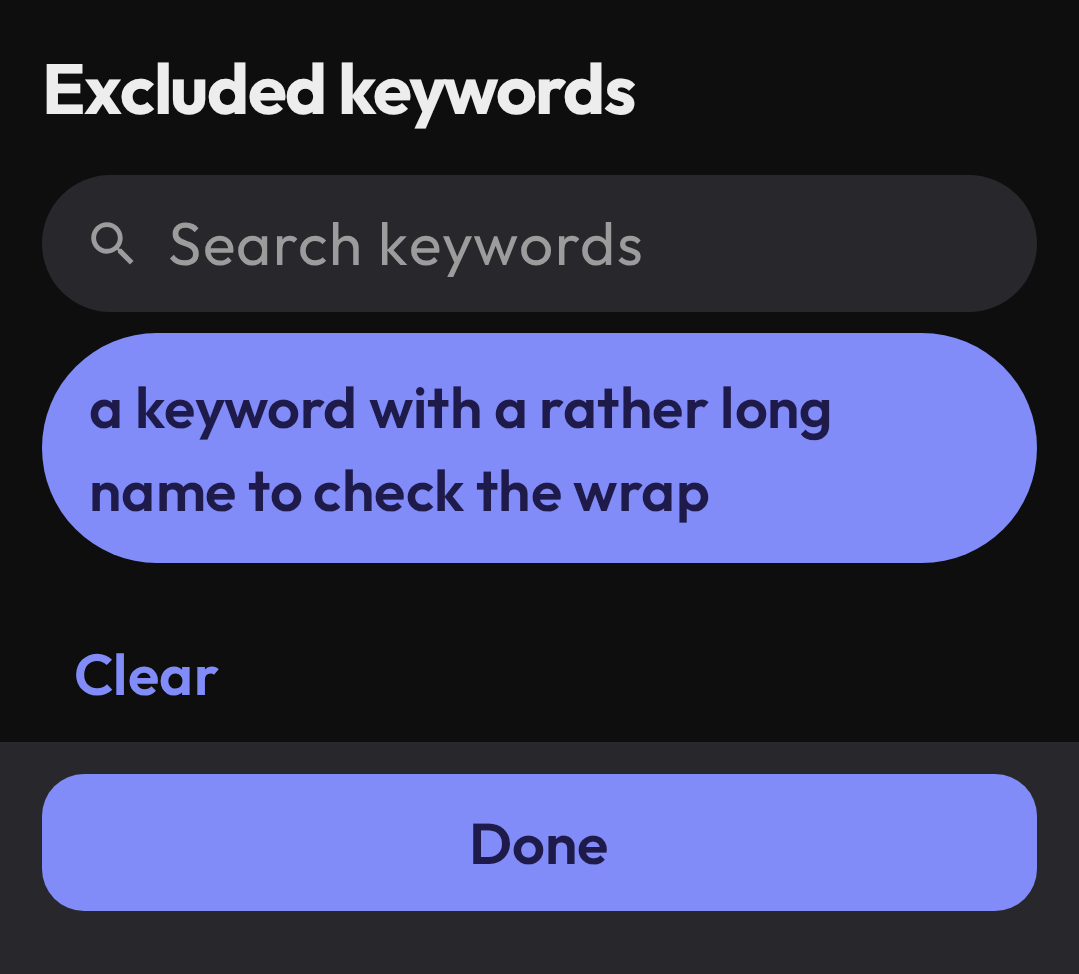 Excluded keywords
Search keywords
a keyword with a rather long
name to check the wrap
Clear
Done